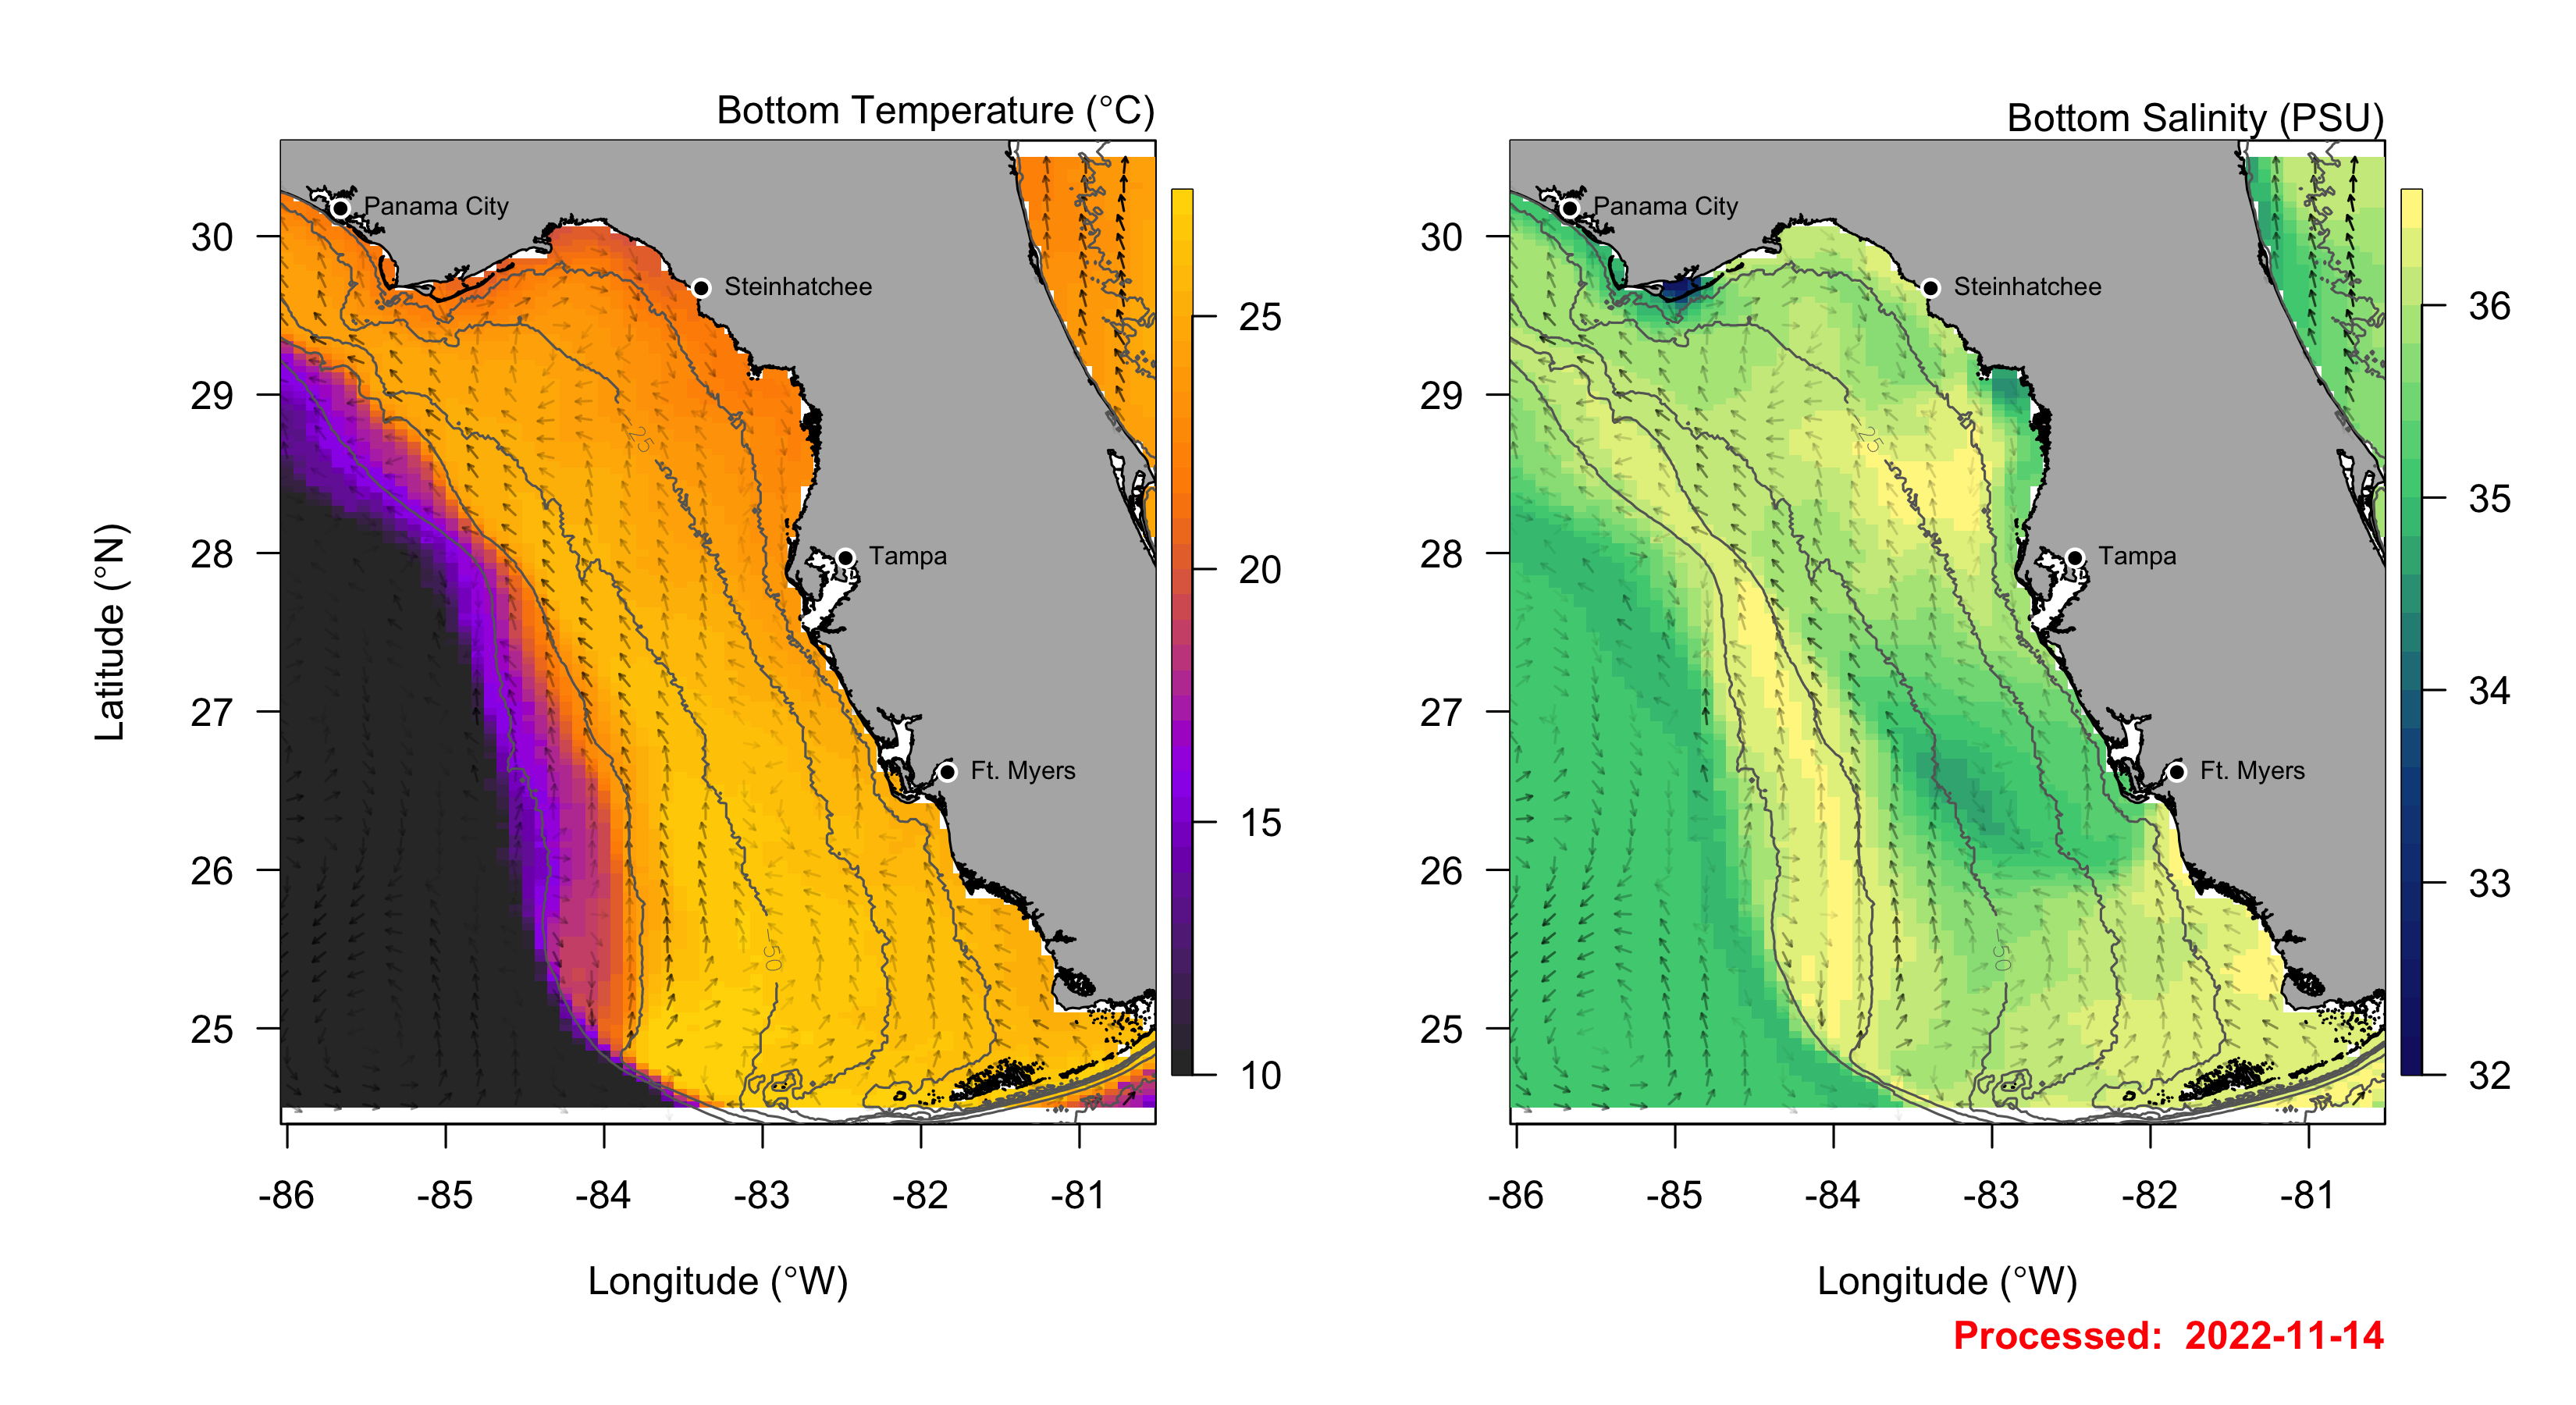 Bottom Temperature (°C)
Bottom Salinity (PSU)
Panama City
Steinhatchee
Tampa
Ft. Myers
-25
-50
30
29
28
27
26
25
Latitude (°N)
-86 -85 -84 -83 -82 -81
Longitude (°W)
25
20
15
10
Panama City
Steinhatchee
Tampa
Ft. Myers
-25
-50
30
29
28
27
26
25
-86 -85 -84 -83 -82 -81
Longitude (°W)
36
35
34
33
32
Processed: 2022-11-14